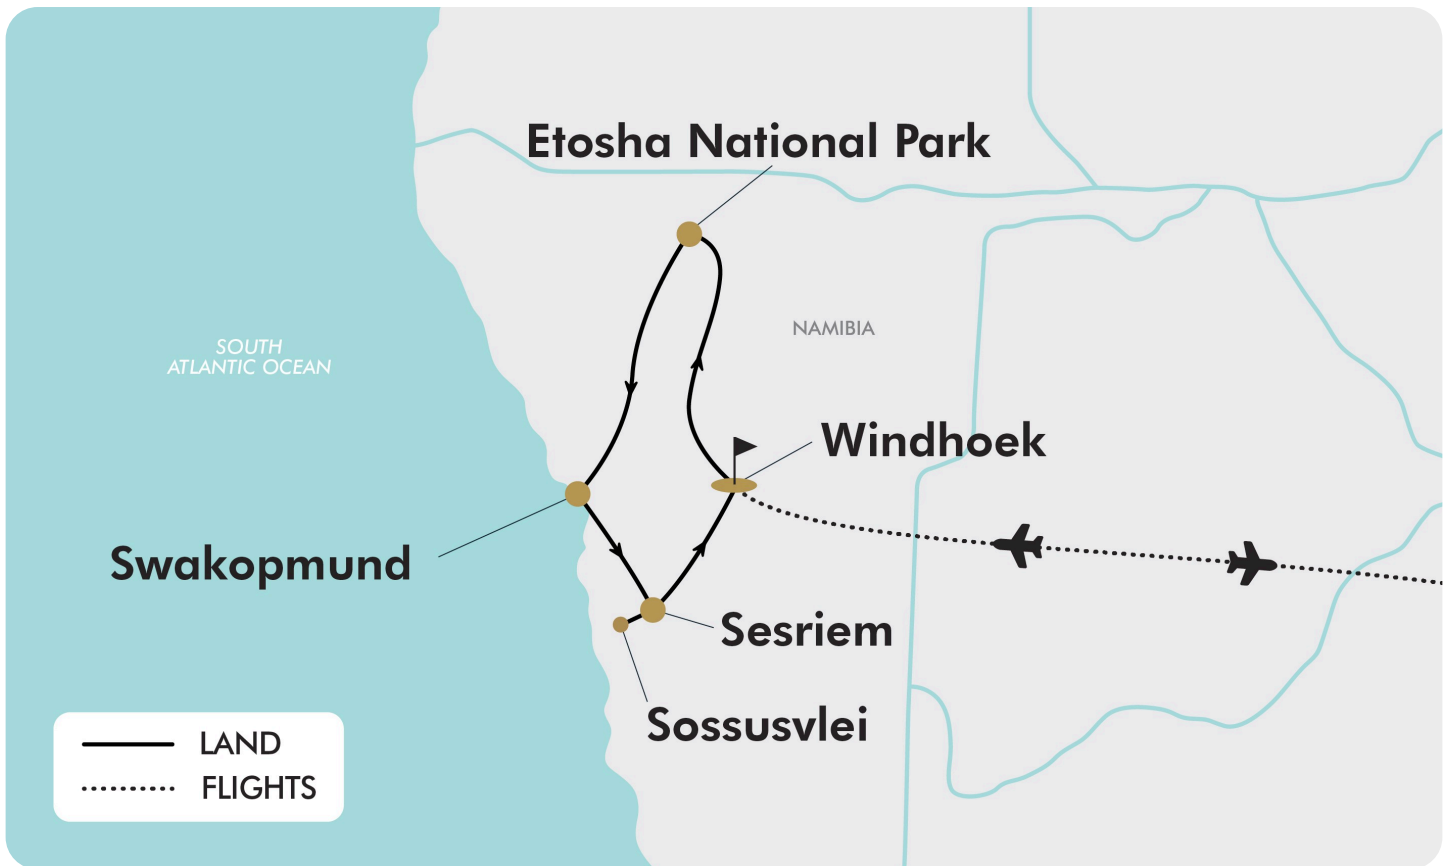 Etosha National Park
NAMIBIA
SOUTH
ATLANTIC OCEAN
Windhoek
Swakopmund
Sesriem
Sossusvlei
LAND
FLIGHTS